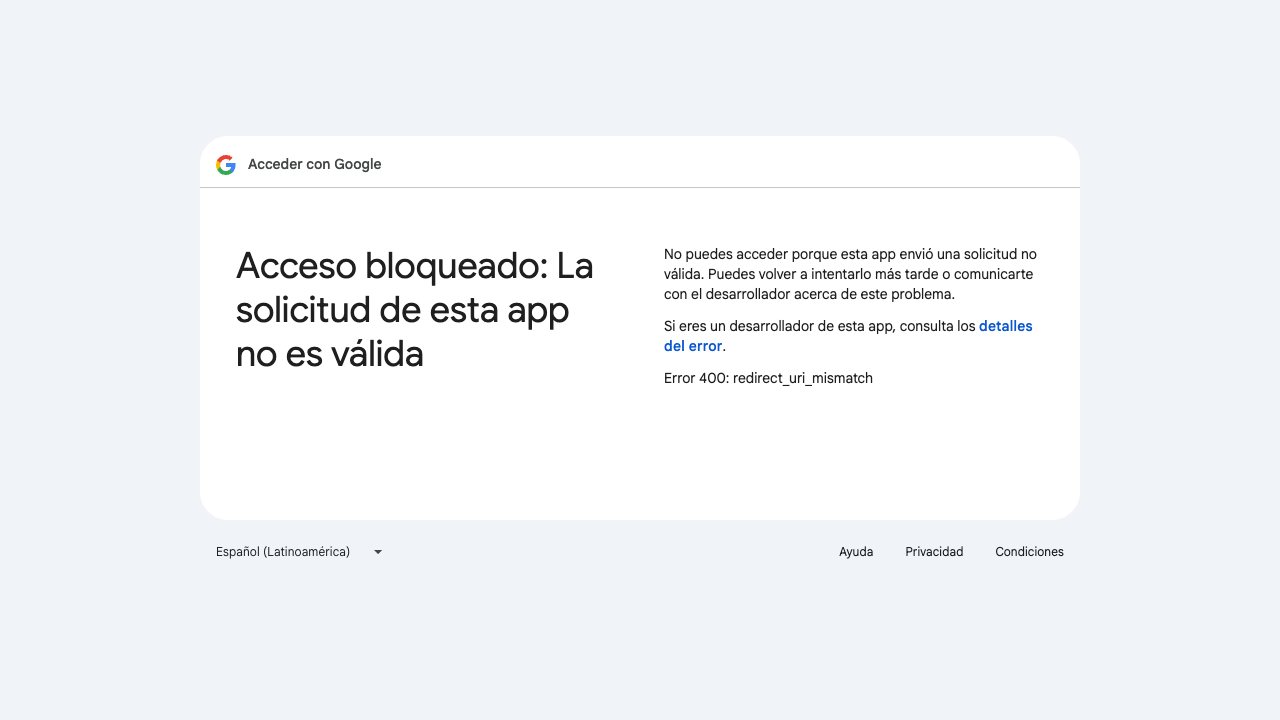 Acceder con Google
Acceso bloqueado: La
solicitud de esta app
no es válida
No puedes acceder porque esta app envió una solicitud no
válida. Puedes volver a intentarlo más tarde o comunicarte
con el desarrollador acerca de este problema.
Si eres un desarrollador de esta app, consulta los detalles
del error.
Error 400: redirect_uri_mismatch
Español (Latinoamérica)
Ayuda
Privacidad
Condiciones